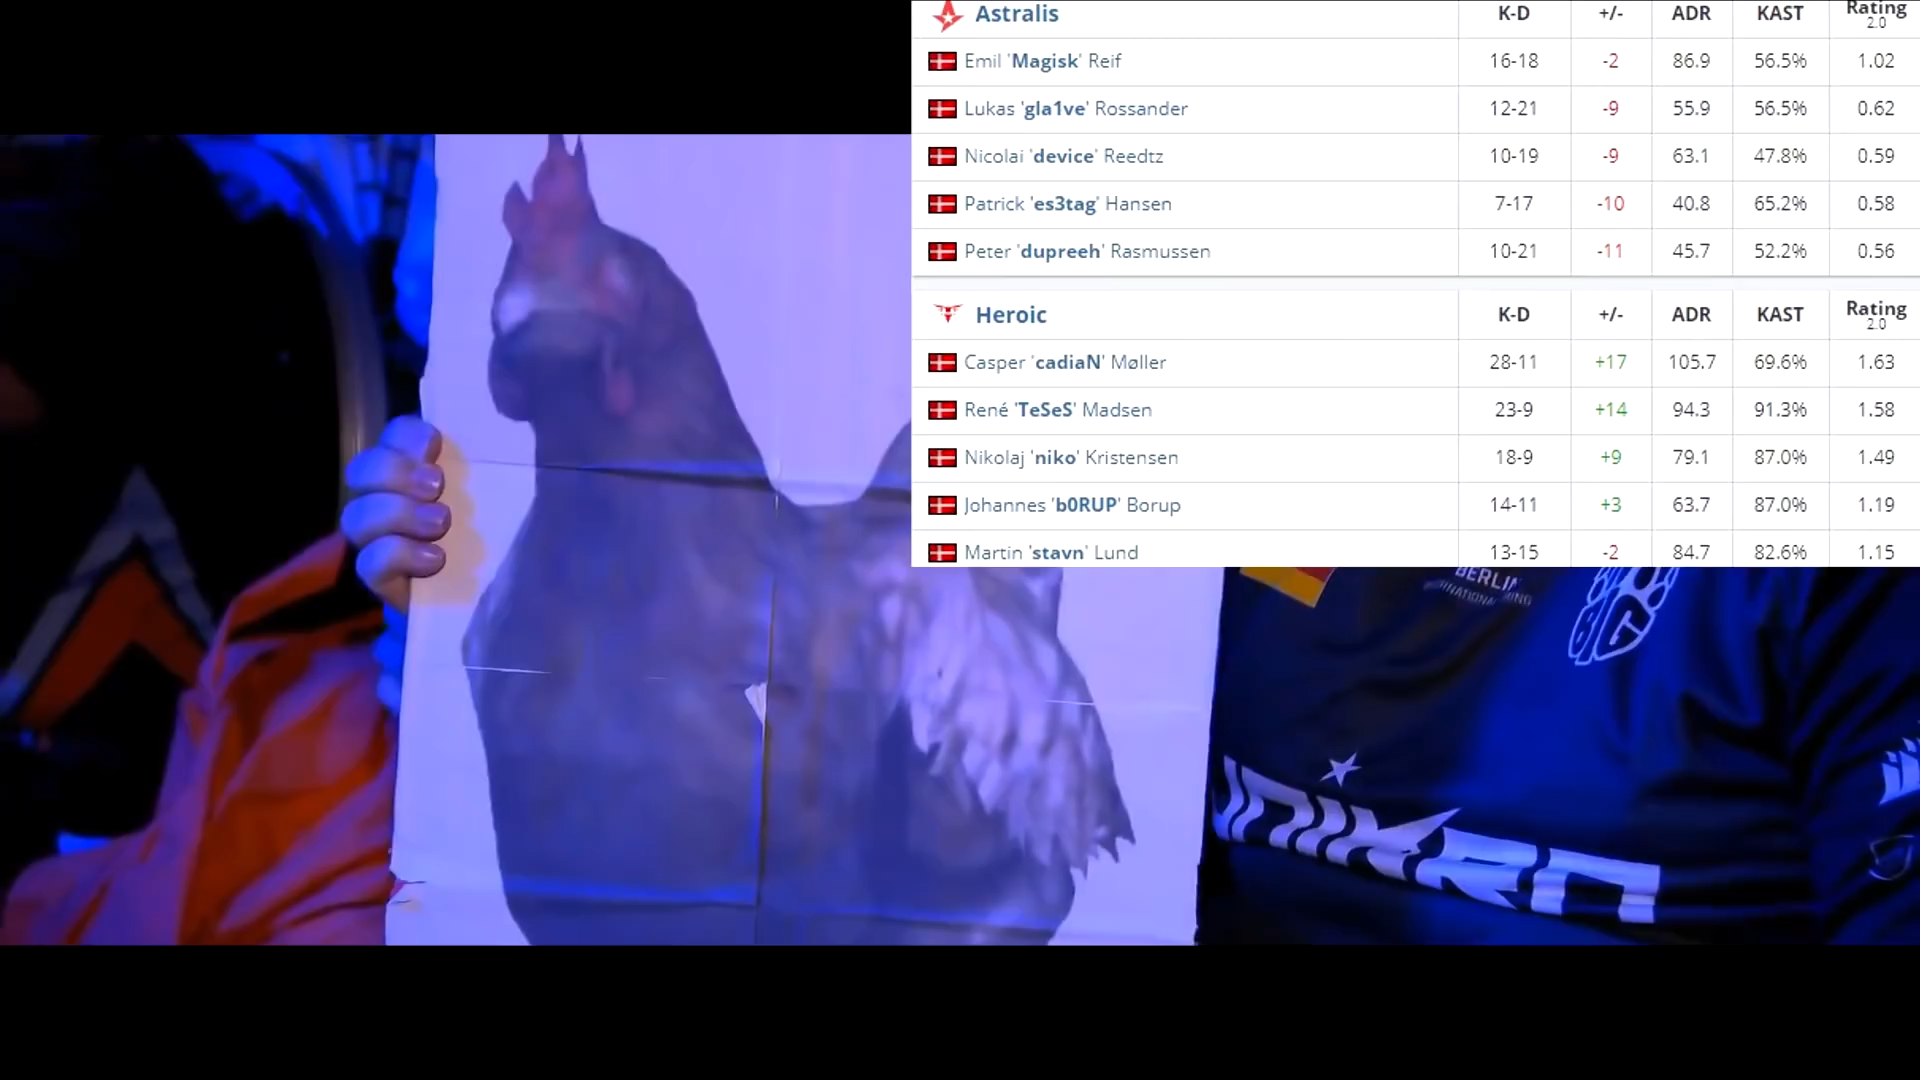 Astralis K-D +/- ADR KAST Rating 2.0
Emil 'Magisk' Reif 16-18 -2 86.9 56.5% 1.02
Lukas 'gla1ve' Rossander 12-21 -9 55.9 56.5% 0.62
Nicolai 'device' Reedtz 10-19 -9 63.1 47.8% 0.59
Patrick 'es3tag' Hansen 7-17 -10 40.8 65.2% 0.58
Peter 'dupreeh' Rasmussen 10-21 -11 45.7 52.2% 0.56
Heroic K-D +/- ADR KAST Rating 2.0
Casper 'cadiaN' Møller 28-11 +17 105.7 69.6% 1.63
René 'TeSeS' Madsen 23-9 +14 94.3 91.3% 1.58
Nikolaj 'niko' Kristensen 18-9 +9 79.1 87.0% 1.49
Johannes 'b0RUP' Borup 14-11 +3 63.7 87.0% 1.19
Martin 'stavn' Lund 13-15 -2 84.7 82.6% 1.15
BERLIN
BIG